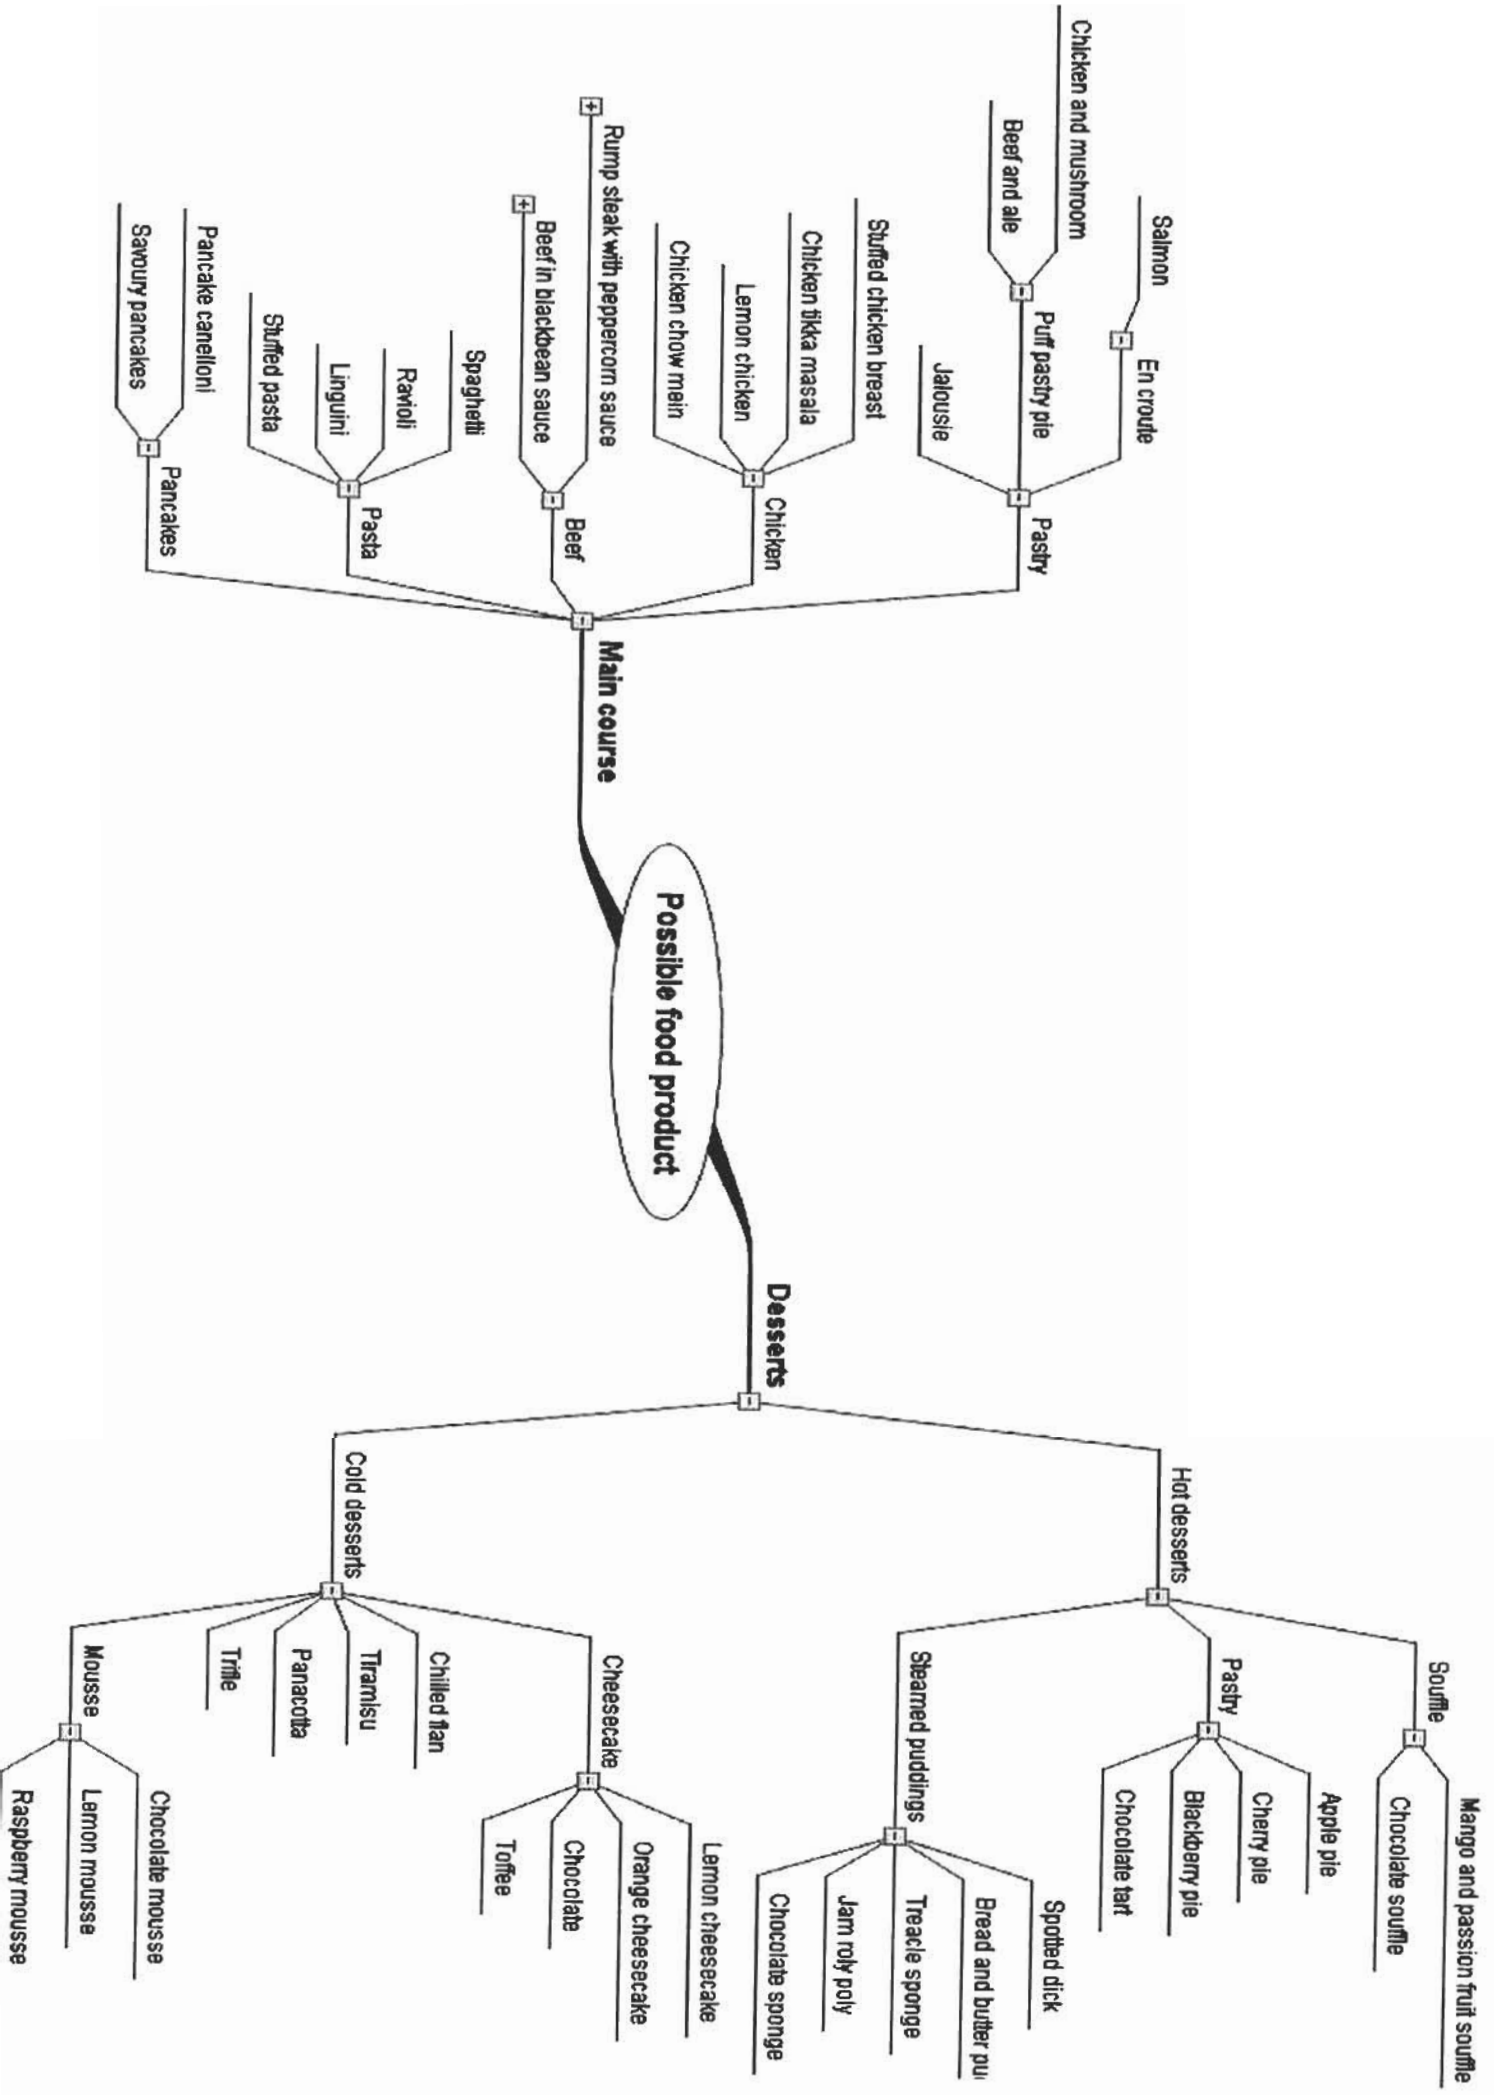 Possible food product
Main course
Pastry
En croute
Salmon
Puff pastry pie
Chicken and mushroom
Beef and ale
Jalousie
Chicken
Stuffed chicken breast
Chicken tikka masala
Lemon chicken
Chicken chow mein
Beef
Rump steak with peppercorn sauce
Beef in blackbean sauce
Pasta
Spaghetti
Ravioli
Linguini
Stuffed pasta
Pancakes
Pancake canelloni
Savoury pancakes
Desserts
Hot desserts
Souffle
Mango and passion fruit souffle
Chocolate souffle
Pastry
Apple pie
Cherry pie
Blackberry pie
Chocolate tart
Steamed puddings
Spotted dick
Bread and butter pu
Treacle sponge
Jam roly poly
Chocolate sponge
Cold desserts
Cheesecake
Lemon cheesecake
Orange cheesecake
Chocolate
Toffee
Chilled flan
Tiramisu
Panacotta
Trifle
Mousse
Chocolate mousse
Lemon mousse
Raspberry mousse